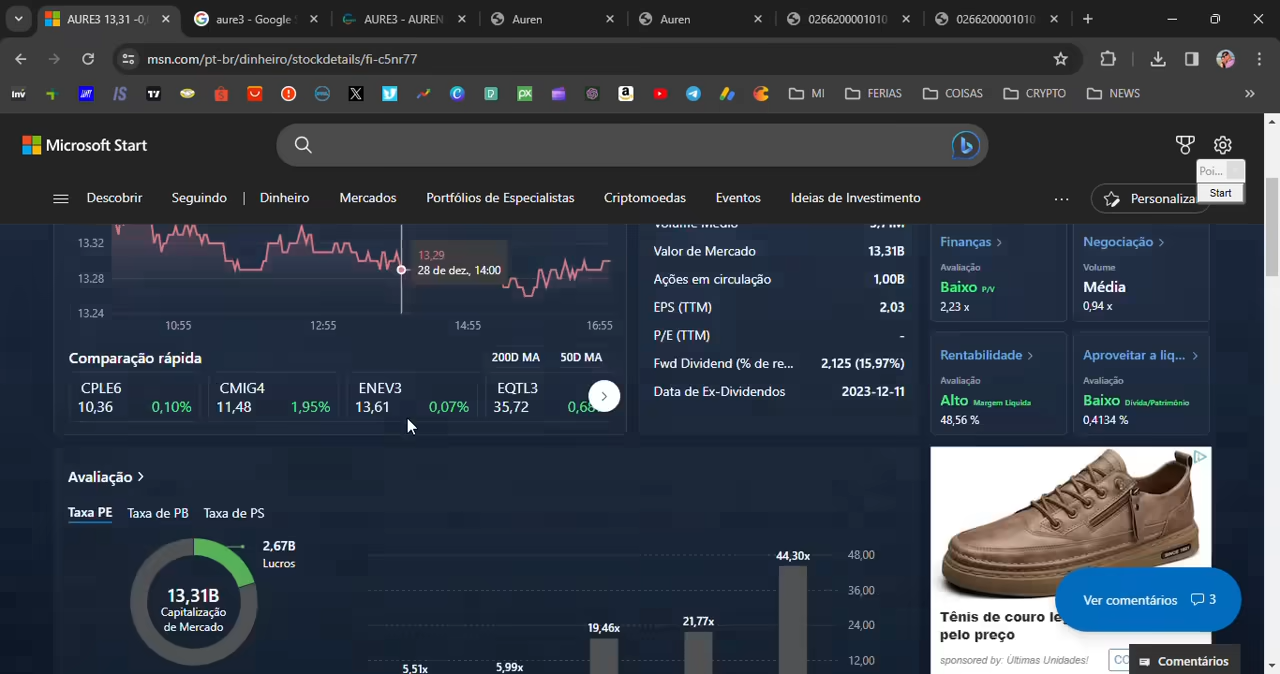 AURE3 13,31 -0,
aure3 - Google
AURE3 - AUREN
Auren
Auren
0266200001010
0266200001010
msn.com/pt-br/dinheiro/stockdetails/fi-c5nr77
inv
MI
FERIAS
COISAS
CRYPTO
NEWS
Microsoft Start
Poi...
Start
Descobrir
Seguindo
Dinheiro
Mercados
Portfólios de Especialistas
Criptomoedas
Eventos
Ideias de Investimento
Personaliza
13.32
13.28
13.24
13,29
28 de dez., 14:00
10:55
12:55
14:55
16:55
Comparação rápida
200D MA
50D MA
CPLE6
10,36
0,10%
CMIG4
11,48
1,95%
ENEV3
13,61
0,07%
EQTL3
35,72
Valor de Mercado 13,31B
Ações em circulação 1,00B
EPS (TTM) 2.03
P/E (TTM) -
Fwd Dividend (% de re... 2,125 (15,97%)
Data de Ex-Dividendos 2023-12-11
Finanças
Avaliação
Baixo P/V
2,23 x
Negociação
Volume
Média
0,94 x
Rentabilidade
Avaliação
Alto Margem Liquida
48,56 %
Aproveitar a liq...
Avaliação
Baixo Divida/Patrimônio
0,4134 %
Avaliação
Taxa PE
Taxa de PB
Taxa de PS
2,67B
Lucros
13,31B
Capitalização
de Mercado
5,51x
5,99x
19,46x
21,77x
44,30x
48,00
36,00
24,00
12,00
Tênis de couro le
pelo preço
sponsored by: Últimas Unidades!
CO
Ver comentários 3
Comentários